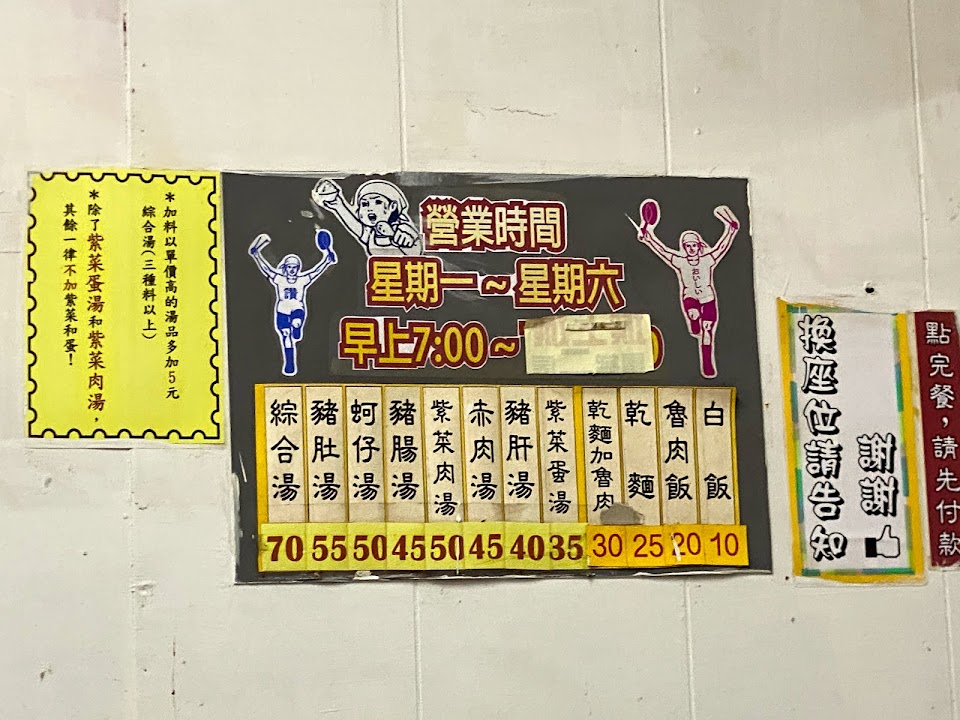 *加料以單價高的湯品多加5元
綜合湯(三種料以上)
*除了紫菜蛋湯和紫菜肉湯，
其餘一律不加紫菜和蛋！
營業時間
星期一~星期六
早上7:00~
讚
おいしい
白飯 10
魯肉飯 20
乾麵 25
乾麵加魯肉 30
紫菜蛋湯 35
豬肝湯 40
赤肉湯 45
紫菜肉湯 50
豬腸湯 45
蚵仔湯 50
豬肚湯 55
綜合湯 70
點完餐，請先付款
謝謝
換座位請告知